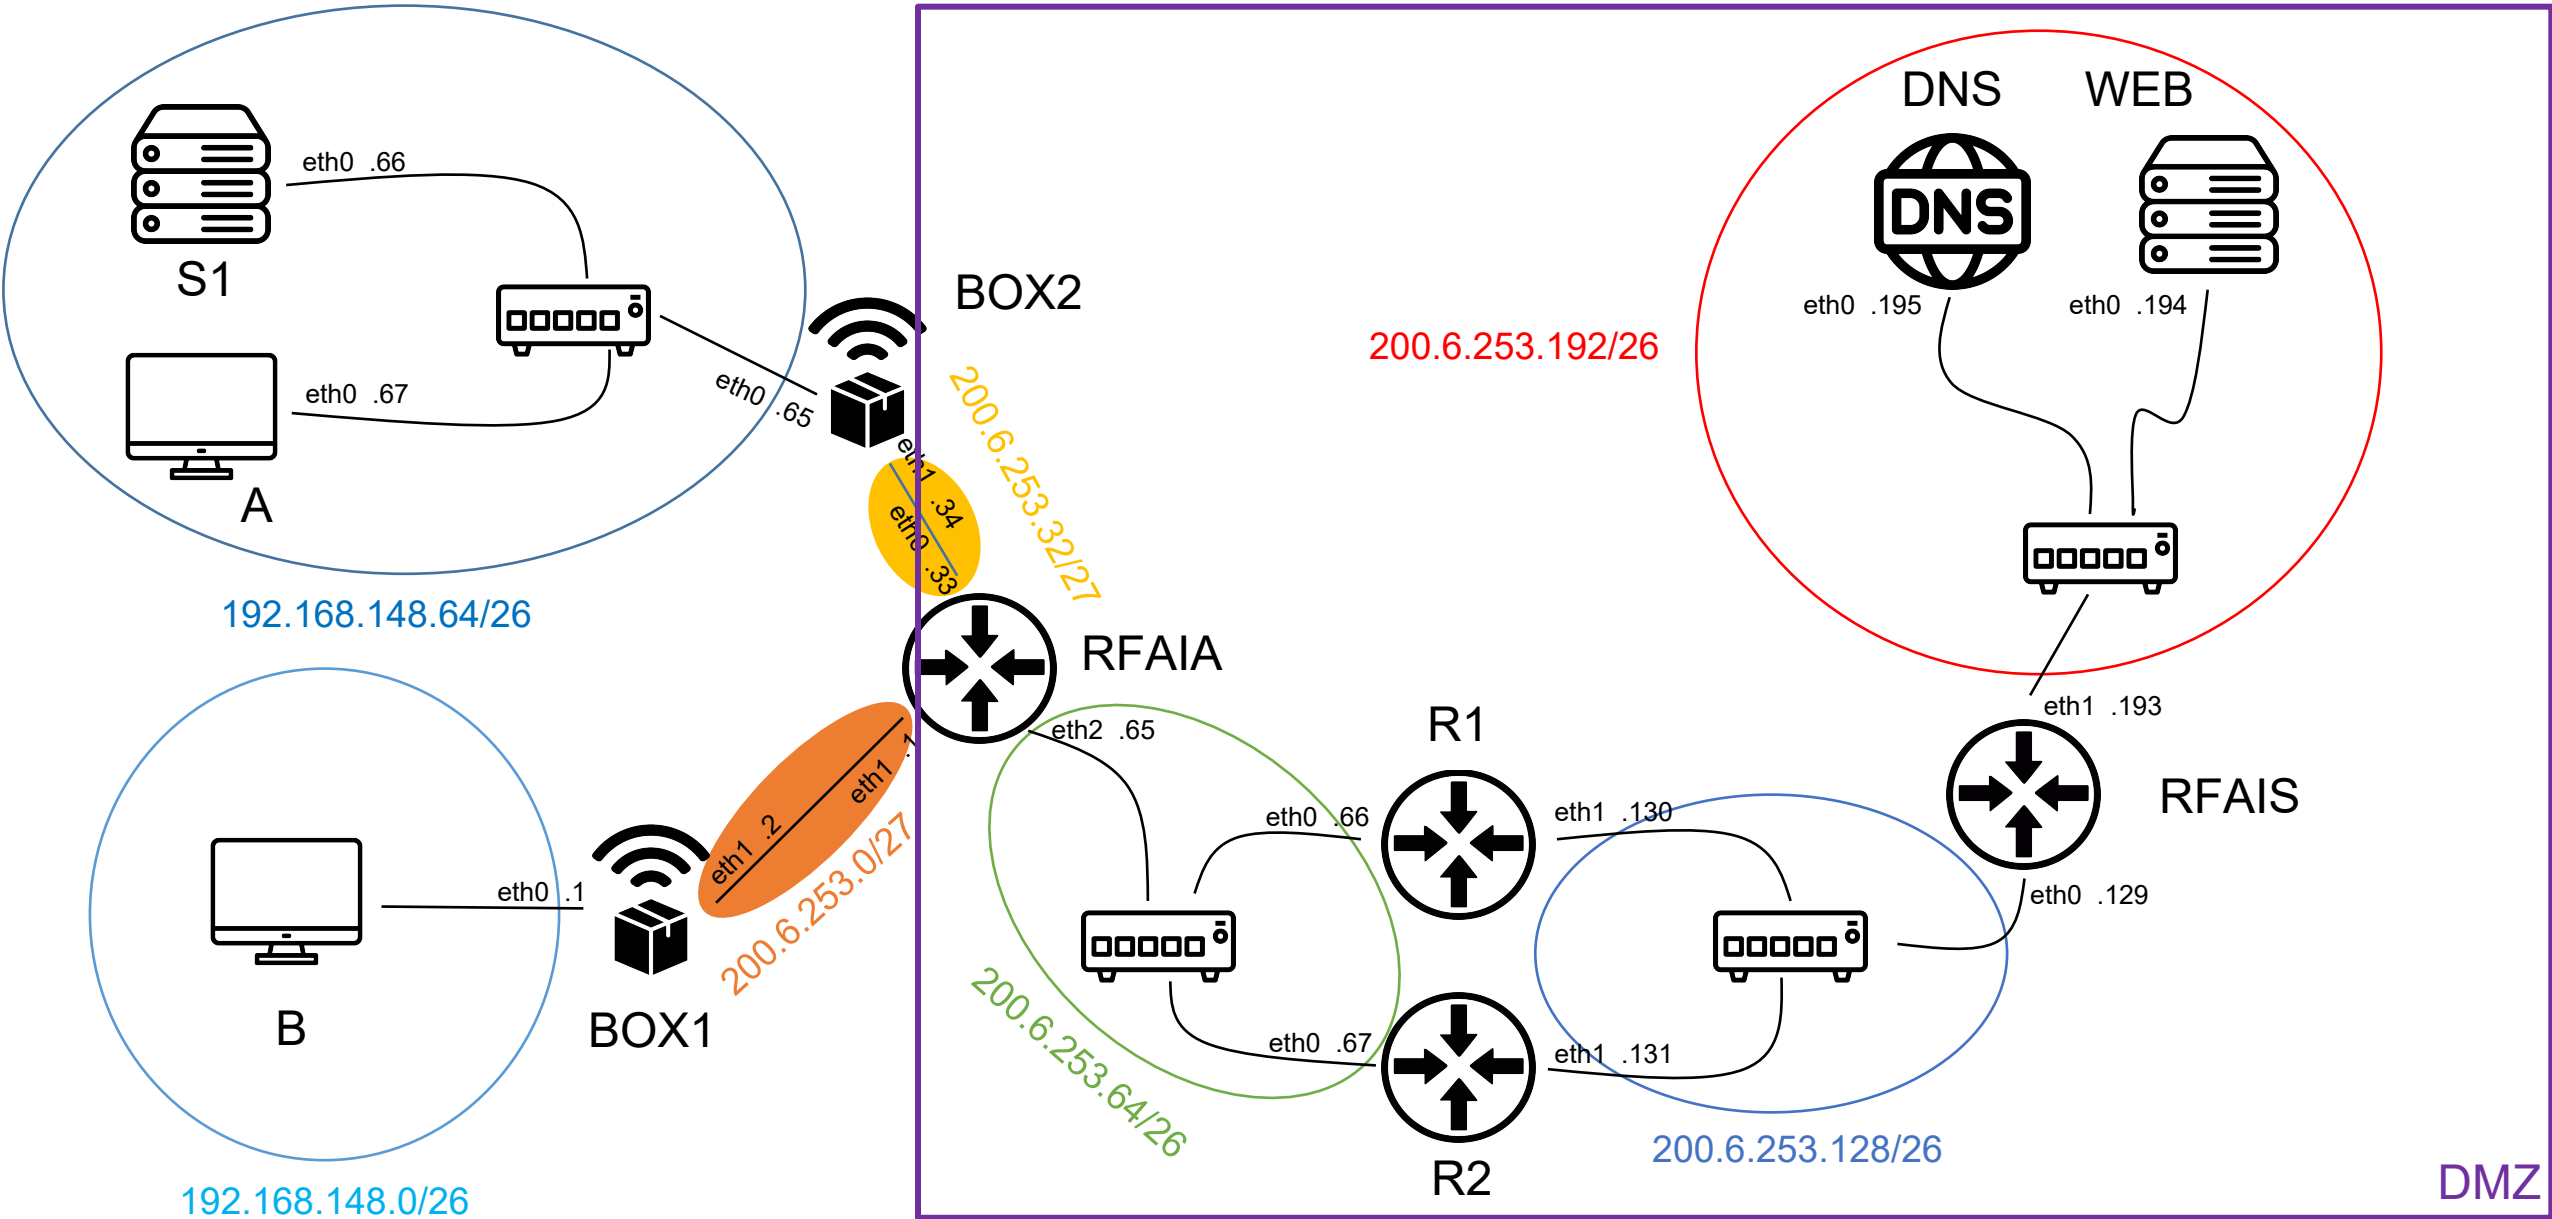 DNS
WEB
DNS
eth0 .66
S1
eth0 .67
A
eth0 .65
BOX2
eth0 .195
eth0 .194
200.6.253.192/26
200.6.253.32/27
eth1 .34
eth0 .33
192.168.148.64/26
RFAIA
eth2 .65
R1
eth1 .193
RFAIS
eth1 .1
eth1 .2
200.6.253.0/27
eth0 .66
eth1 .130
eth0 .1
eth0 .129
B
BOX1
200.6.253.64/26
eth0 .67
eth1 .131
R2
200.6.253.128/26
192.168.148.0/26
DMZ